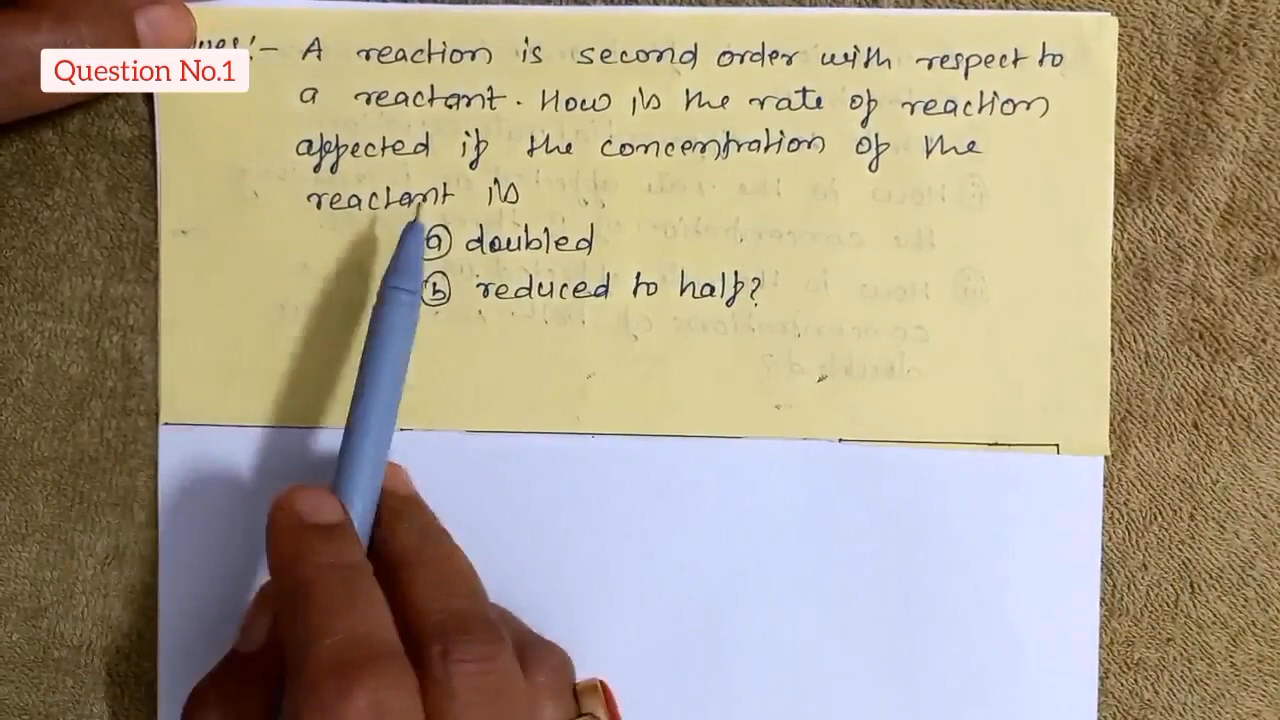 Question No.1
:- A reaction is second order with respect to
a reactant. How is the rate of reaction
affected if the concentration of the
reactant is
(a) doubled
(b) reduced to half?